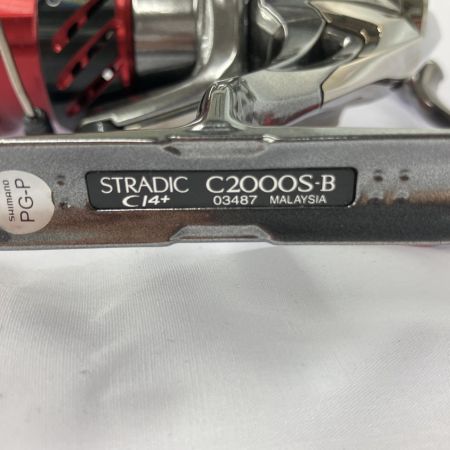 STRADIC C2000S-B
CI4+ 03487 MALAYSIA
SHIMANO
PG-P